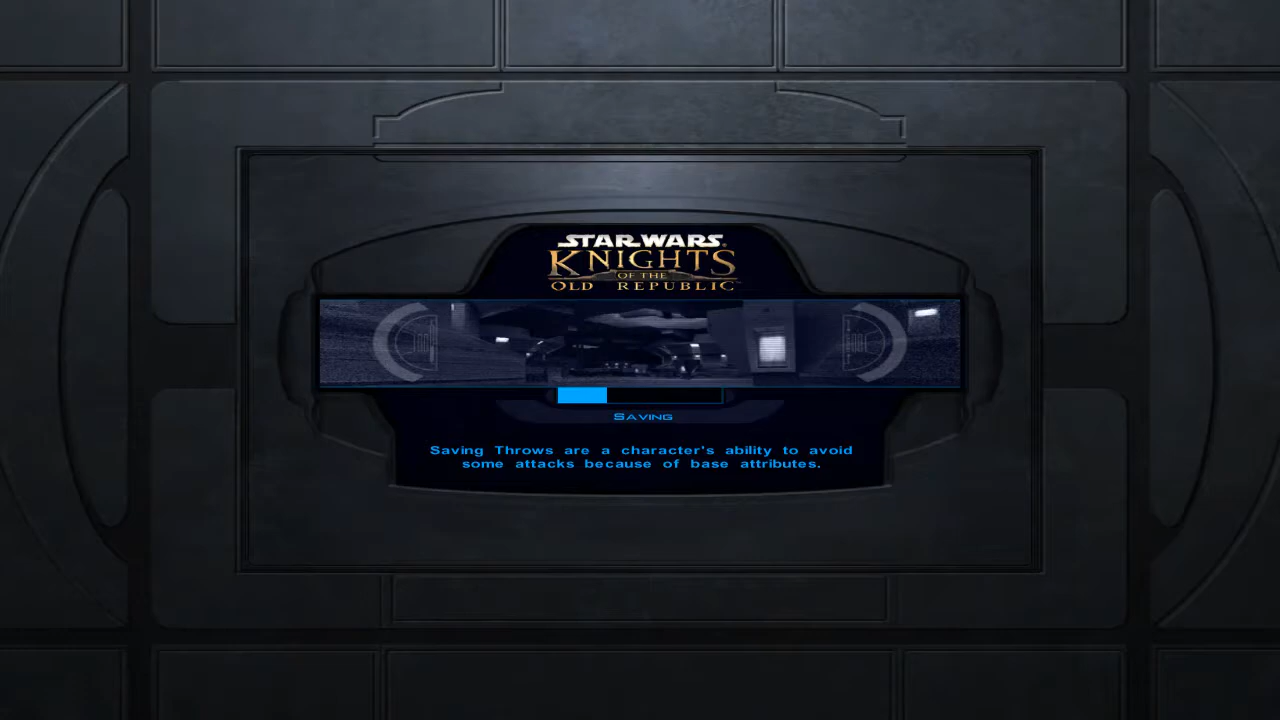 STAR WARS
KNIGHTS
OF THE
OLD REPUBLIC
SAVING
Saving Throws are a character's ability to avoid
some attacks because of base attributes.